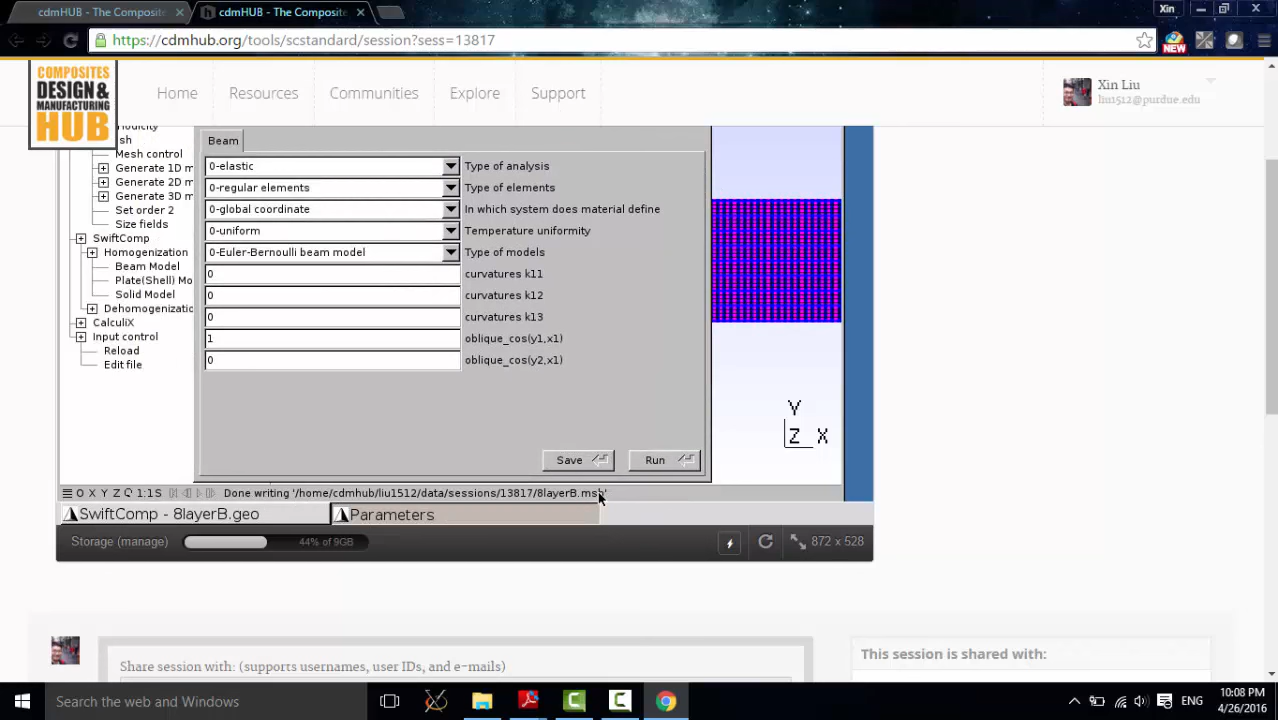 cdmHUB - The Composite
cdmHUB - The Composite
Xin
https://cdmhub.org/tools/scstandard/session?sess=13817
NEW
COMPOSITES
DESIGN &
MANUFACTURING
HUB
Home
Resources
Communities
Explore
Support
Xin Liu
liu1512@purdue.edu
Mesh control
Generate 1D m
Generate 2D m
Generate 3D m
Set order 2
Size fields
SwiftComp
Homogenization
Beam Model
Plate(Shell) Mo
Solid Model
Dehomogenizatio
CalculiX
Input control
Reload
Edit file
Beam
0-elastic Type of analysis
0-regular elements Type of elements
0-global coordinate In which system does material define
0-uniform Temperature uniformity
0-Euler-Bernoulli beam model Type of models
0 curvatures k11
0 curvatures k12
0 curvatures k13
1 oblique_cos(y1,x1)
0 oblique_cos(y2,x1)
Save
Run
Y
Z X
O X Y Z 1:1 S Done writing '/home/cdmhub/liu1512/data/sessions/13817/8layerB.msh'
SwiftComp - 8layerB.geo
Parameters
Storage (manage) 44% of 9GB 872 x 528
Share session with: (supports usernames, user IDs, and e-mails)
This session is shared with:
Search the web and Windows
ENG
10:08 PM
4/26/2016